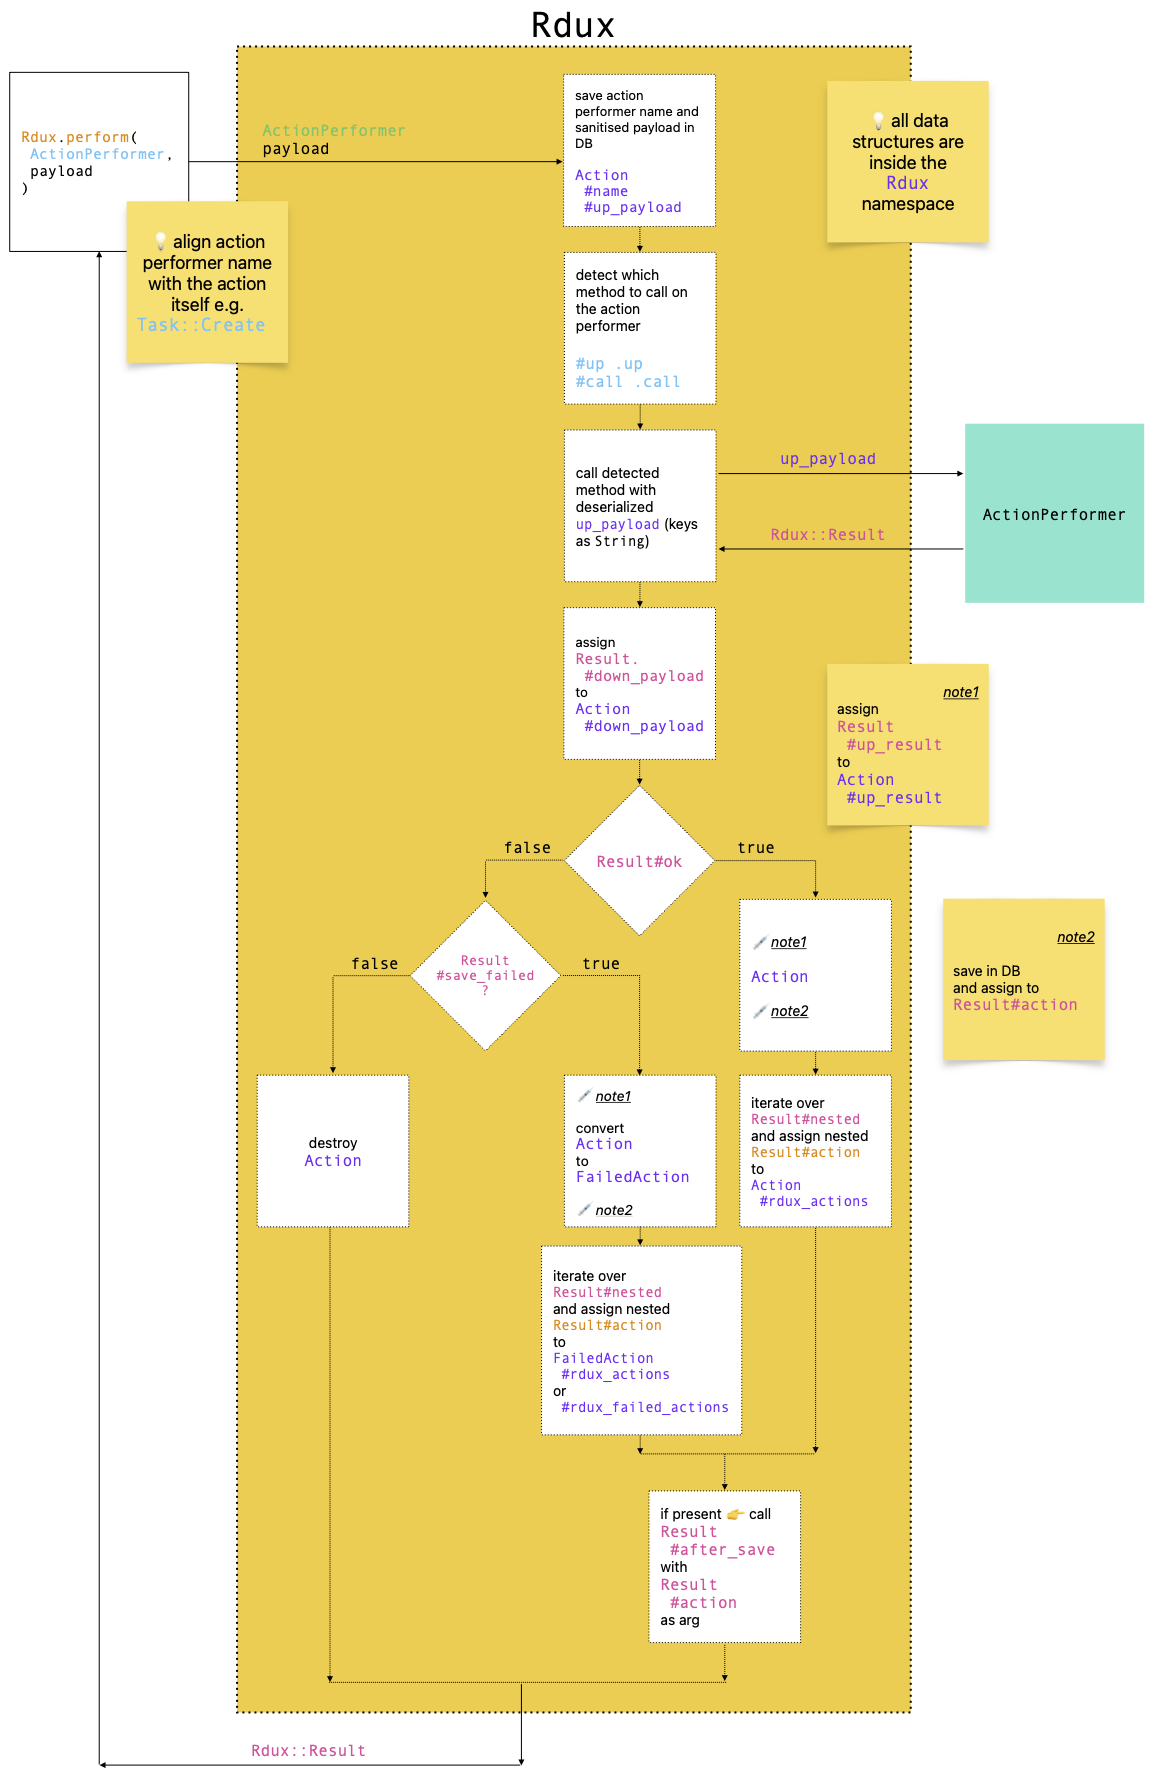 Rdux
Rdux.perform(
ActionPerformer,
payload
)
💡 align action
performer name
with the action
itself e.g.
Task::Create
ActionPerformer
payload
save action
performer name and
sanitised payload in
DB
Action
#name
#up_payload
💡 all data
structures are
inside the
Rdux
namespace
detect which
method to call on
the action
performer
#up .up
#call .call
call detected
method with
deserialized
up_payload (keys
as String)
up_payload
Rdux::Result
ActionPerformer
assign
Result.
#down_payload
to
Action
#down_payload
note1
assign
Result
#up_result
to
Action
#up_result
Result#ok
false
true
Result
#save_failed
?
false
true
note1
Action
note2
note2
save in DB
and assign to
Result#action
destroy
Action
note1
convert
Action
to
FailedAction
note2
iterate over
Result#nested
and assign nested
Result#action
to
Action
#rdux_actions
iterate over
Result#nested
and assign nested
Result#action
to
FailedAction
#rdux_actions
or
#rdux_failed_actions
if present 👉 call
Result
#after_save
with
Result
#action
as arg
Rdux::Result